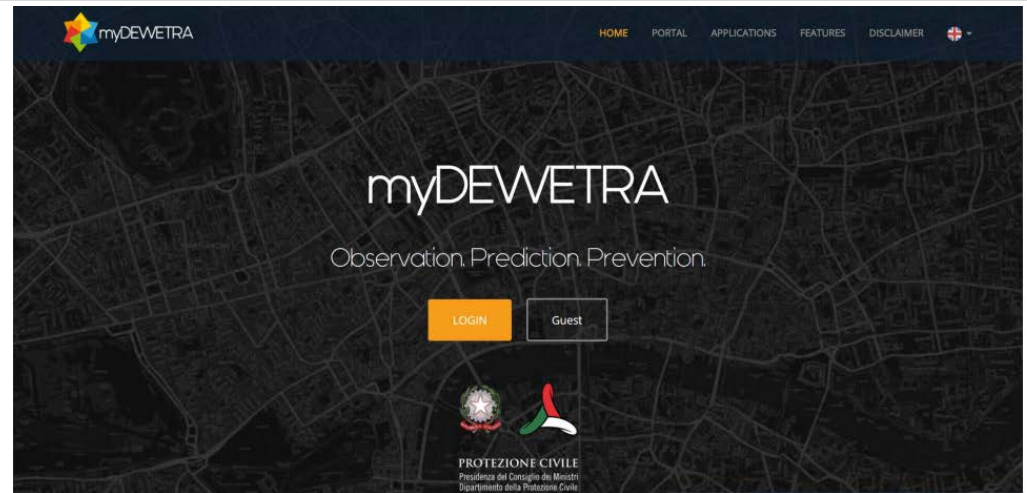 myDEWETRA
HOME PORTAL APPLICATIONS FEATURES DISCLAIMER
myDEWETRA
Observation. Prediction. Prevention.
LOGIN Guest
PROTEZIONE CIVILE
Presidenza del Consiglio dei Ministri
Dipartimento della Protezione Civile